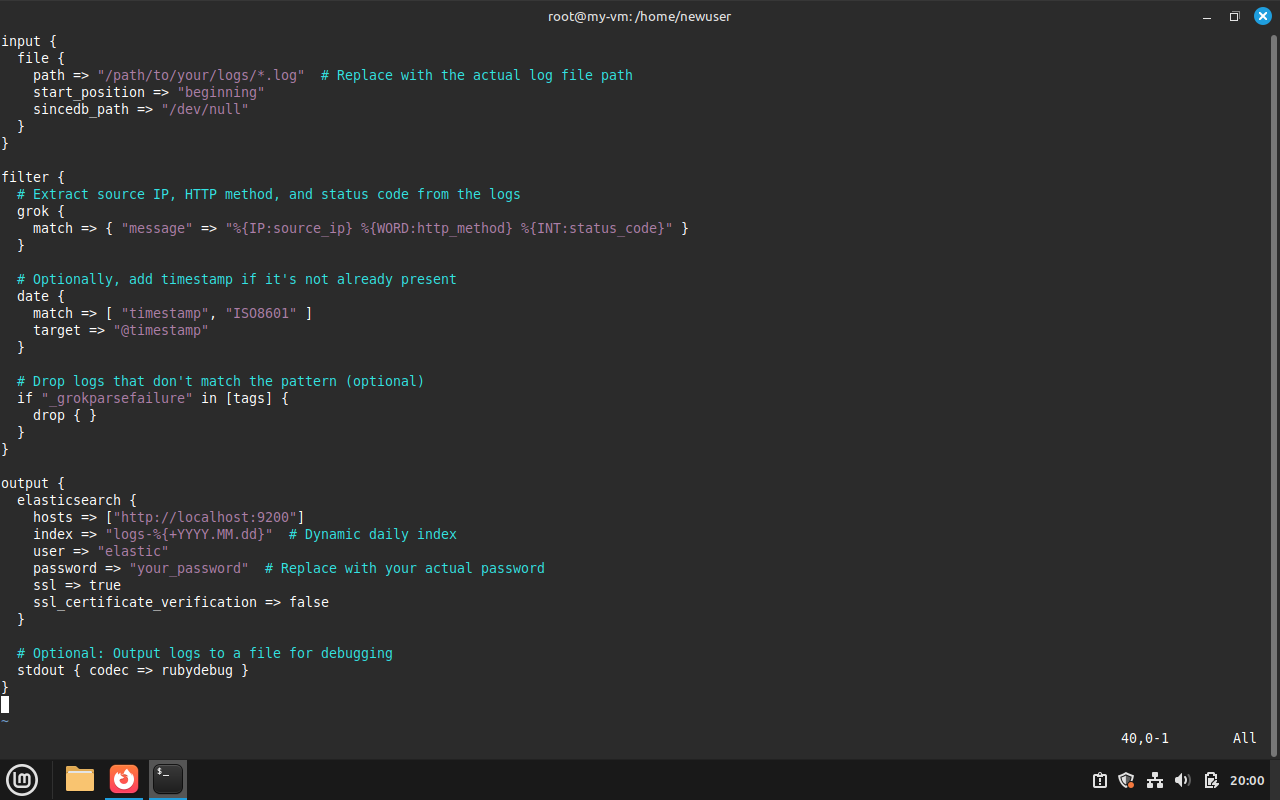 root@my-vm: /home/newuser
input {
  file {
    path => "/path/to/your/logs/*.log"  # Replace with the actual log file path
    start_position => "beginning"
    sincedb_path => "/dev/null"
  }
}

filter {
  # Extract source IP, HTTP method, and status code from the logs
  grok {
    match => { "message" => "%{IP:source_ip} %{WORD:http_method} %{INT:status_code}" }
  }

  # Optionally, add timestamp if it's not already present
  date {
    match => [ "timestamp", "ISO8601" ]
    target => "@timestamp"
  }

  # Drop logs that don't match the pattern (optional)
  if "_grokparsefailure" in [tags] {
    drop { }
  }
}

output {
  elasticsearch {
    hosts => ["http://localhost:9200"]
    index => "logs-%{+YYYY.MM.dd}"  # Dynamic daily index
    user => "elastic"
    password => "your_password"  # Replace with your actual password
    ssl => true
    ssl_certificate_verification => false
  }

  # Optional: Output logs to a file for debugging
  stdout { codec => rubydebug }
}

~
40,0-1 All
$_
lm
20:00